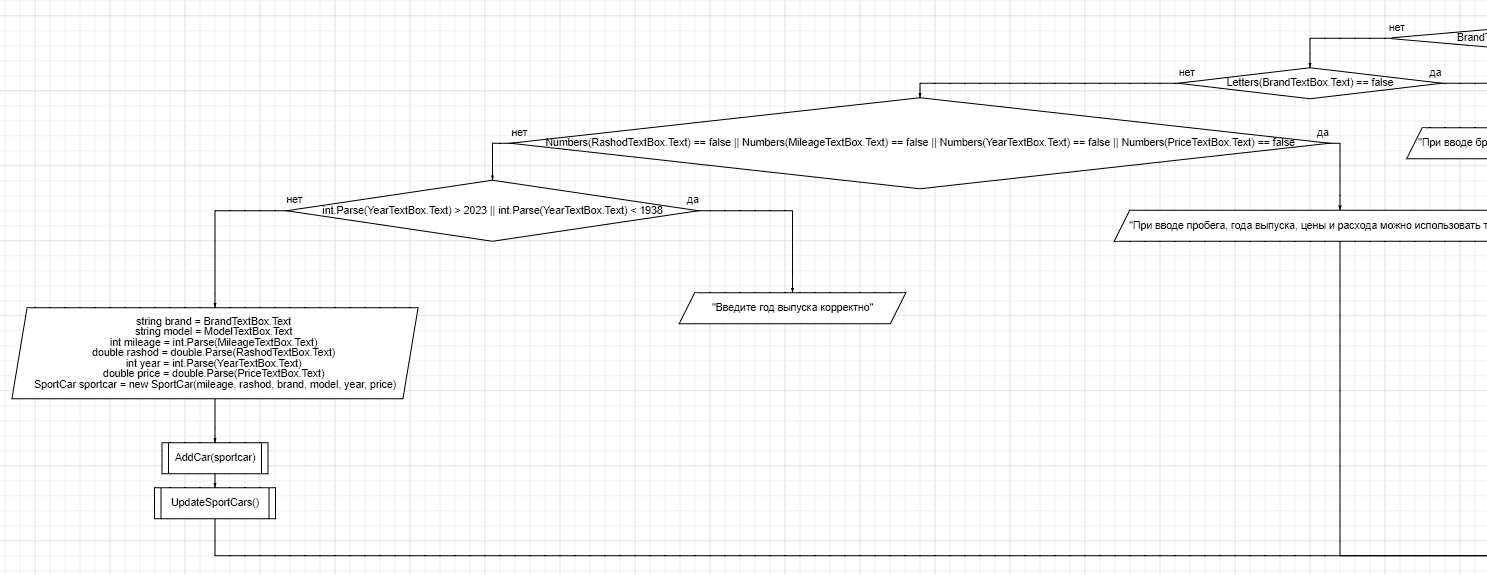 нет
BrandT
нет
Letters(BrandTextBox.Text) == false
да
нет
Numbers(RashodTextBox.Text) == false || Numbers(MileageTextBox.Text) == false || Numbers(YearTextBox.Text) == false || Numbers(PriceTextBox.Text) == false
да
"При вводе бр
нет
int.Parse(YearTextBox.Text) > 2023 || int.Parse(YearTextBox.Text) < 1938
да
"При вводе пробега, года выпуска, цены и расхода можно использовать т
"Введите год выпуска корректно"
string brand = BrandTextBox.Text
string model = ModelTextBox.Text
int mileage = int.Parse(MileageTextBox.Text)
double rashod = double.Parse(RashodTextBox.Text)
int year = int.Parse(YearTextBox.Text)
double price = double.Parse(PriceTextBox.Text)
SportCar sportcar = new SportCar(mileage, rashod, brand, model, year, price)
AddCar(sportcar)
UpdateSportCars()